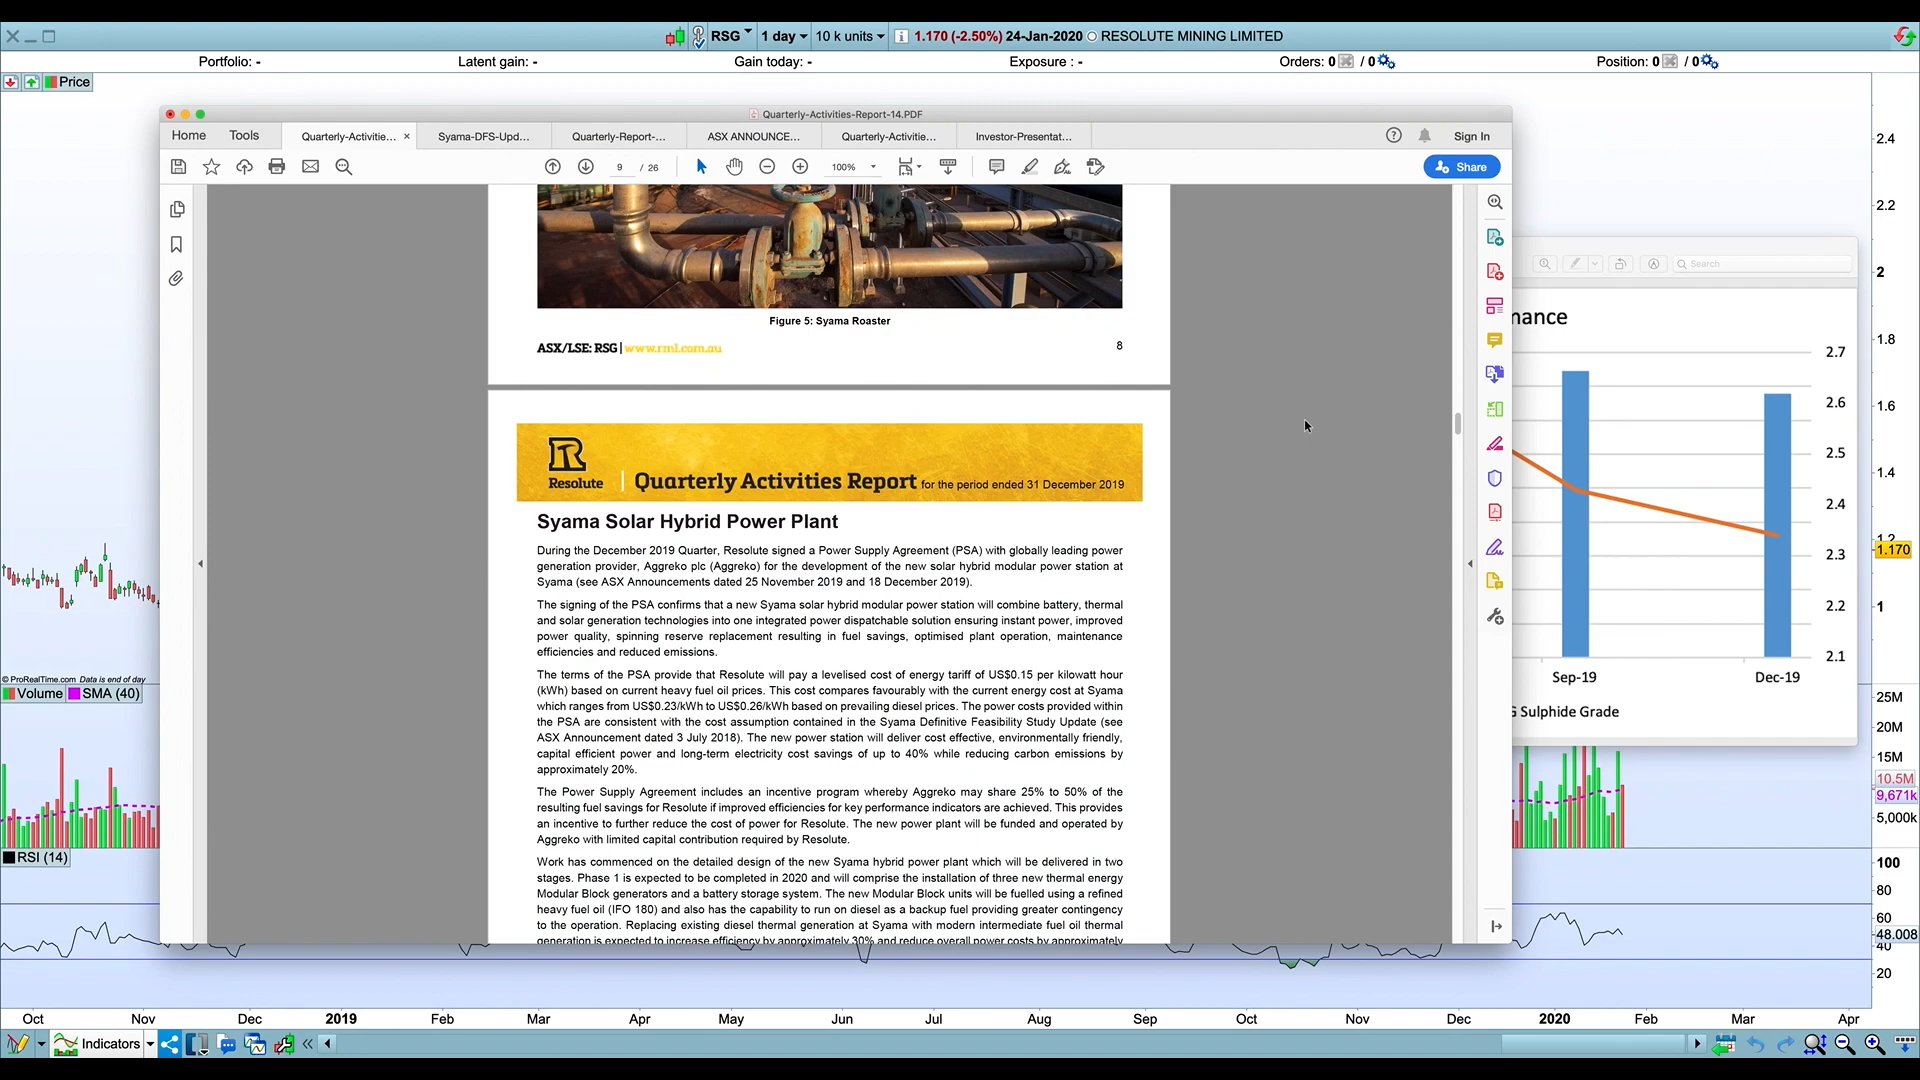 RSG 1 day 10 k units 1.170 (-2.50%) 24-Jan-2020 RESOLUTE MINING LIMITED
Portfolio: - Latent gain: - Gain today: - Exposure : - Orders: 0 / 0 Position: 0 / 0
Price
Quarterly-Activities-Report-14.PDF
Home Tools Quarterly-Activitie... × Syama-DFS-Upd... Quarterly-Report-... ASX ANNOUNCE... Quarterly-Activitie... Investor-Presentat... Sign In
9 / 26 100% Share
Figure 5: Syama Roaster
ASX/LSE: RSG | www.rml.com.au 8
Resolute
Quarterly Activities Report for the period ended 31 December 2019
Syama Solar Hybrid Power Plant
During the December 2019 Quarter, Resolute signed a Power Supply Agreement (PSA) with globally leading power
generation provider, Aggreko plc (Aggreko) for the development of the new solar hybrid modular power station at
Syama (see ASX Announcements dated 25 November 2019 and 18 December 2019).
The signing of the PSA confirms that a new Syama solar hybrid modular power station will combine battery, thermal
and solar generation technologies into one integrated power dispatchable solution ensuring instant power, improved
power quality, spinning reserve replacement resulting in fuel savings, optimised plant operation, maintenance
efficiencies and reduced emissions.
The terms of the PSA provide that Resolute will pay a levelised cost of energy tariff of US$0.15 per kilowatt hour
(kWh) based on current heavy fuel oil prices. This cost compares favourably with the current energy cost at Syama
which ranges from US$0.23/kWh to US$0.26/kWh based on prevailing diesel prices. The power costs provided within
the PSA are consistent with the cost assumption contained in the Syama Definitive Feasibility Study Update (see
ASX Announcement dated 3 July 2018). The new power station will deliver cost effective, environmentally friendly,
capital efficient power and long-term electricity cost savings of up to 40% while reducing carbon emissions by
approximately 20%.
The Power Supply Agreement includes an incentive program whereby Aggreko may share 25% to 50% of the
resulting fuel savings for Resolute if improved efficiencies for key performance indicators are achieved. This provides
an incentive to further reduce the cost of power for Resolute. The new power plant will be funded and operated by
Aggreko with limited capital contribution required by Resolute.
Work has commenced on the detailed design of the new Syama hybrid power plant which will be delivered in two
stages. Phase 1 is expected to be completed in 2020 and will comprise the installation of three new thermal energy
Modular Block generators and a battery storage system. The new Modular Block units will be fuelled using a refined
heavy fuel oil (IFO 180) and also has the capability to run on diesel as a backup fuel providing greater contingency
to the operation. Replacing existing diesel thermal generation at Syama with modern intermediate fuel oil thermal
generation is expected to increase efficiency by approximately 30% and reduce overall power costs by approximately
Search
nance
2.7
2.6
2.5
2.4
2.3
2.2
2.1
Sep-19 Dec-19
G Sulphide Grade
2.4
2.2
2
1.8
1.6
1.4
1.2
1.170
1
© ProRealTime.com Data is end of day
Volume SMA (40)
25M
20M
15M
10.5M
9,671k
5,000k
RSI (14)
100
80
60
48.008
40
20
Oct Nov Dec 2019 Feb Mar Apr May Jun Jul Aug Sep Oct Nov Dec 2020 Feb Mar Apr
Indicators